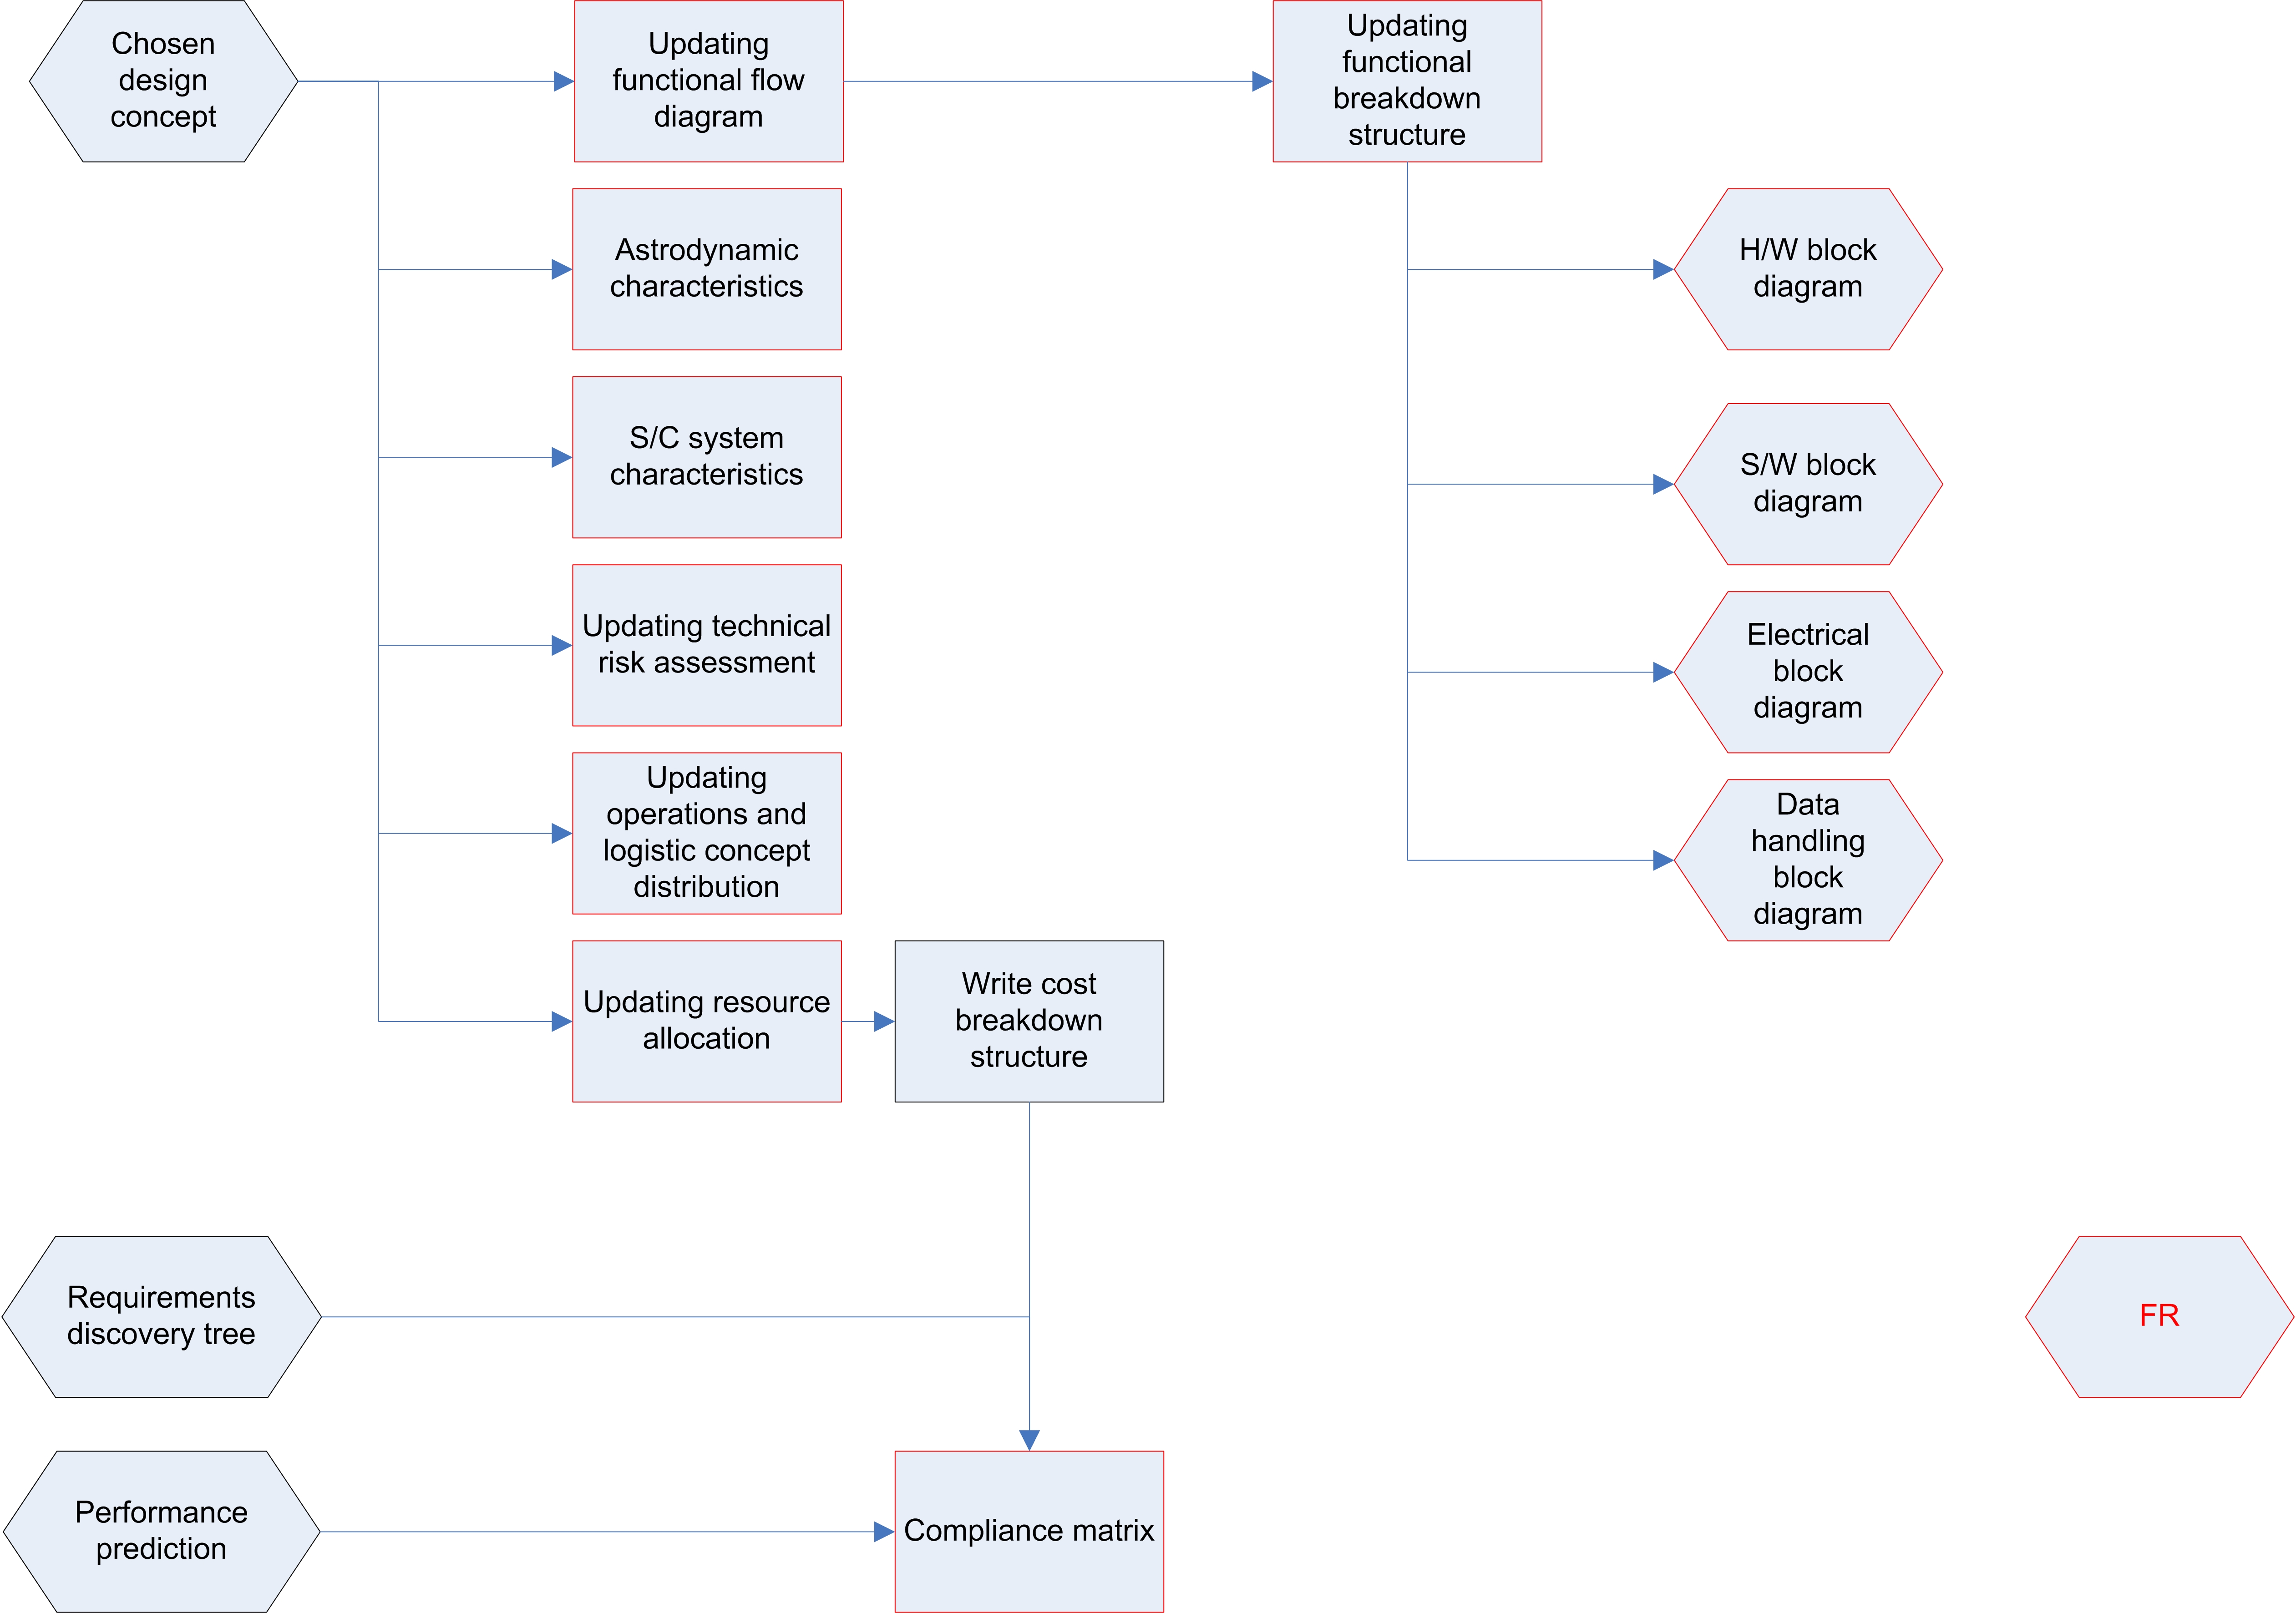 Chosen
design
concept
Updating
functional flow
diagram
Updating
functional
breakdown
structure
Astrodynamic
characteristics
H/W block
diagram
S/C system
characteristics
S/W block
diagram
Updating technical
risk assessment
Electrical
block
diagram
Updating
operations and
logistic concept
distribution
Data
handling
block
diagram
Updating resource
allocation
Write cost
breakdown
structure
Requirements
discovery tree
FR
Performance
prediction
Compliance matrix